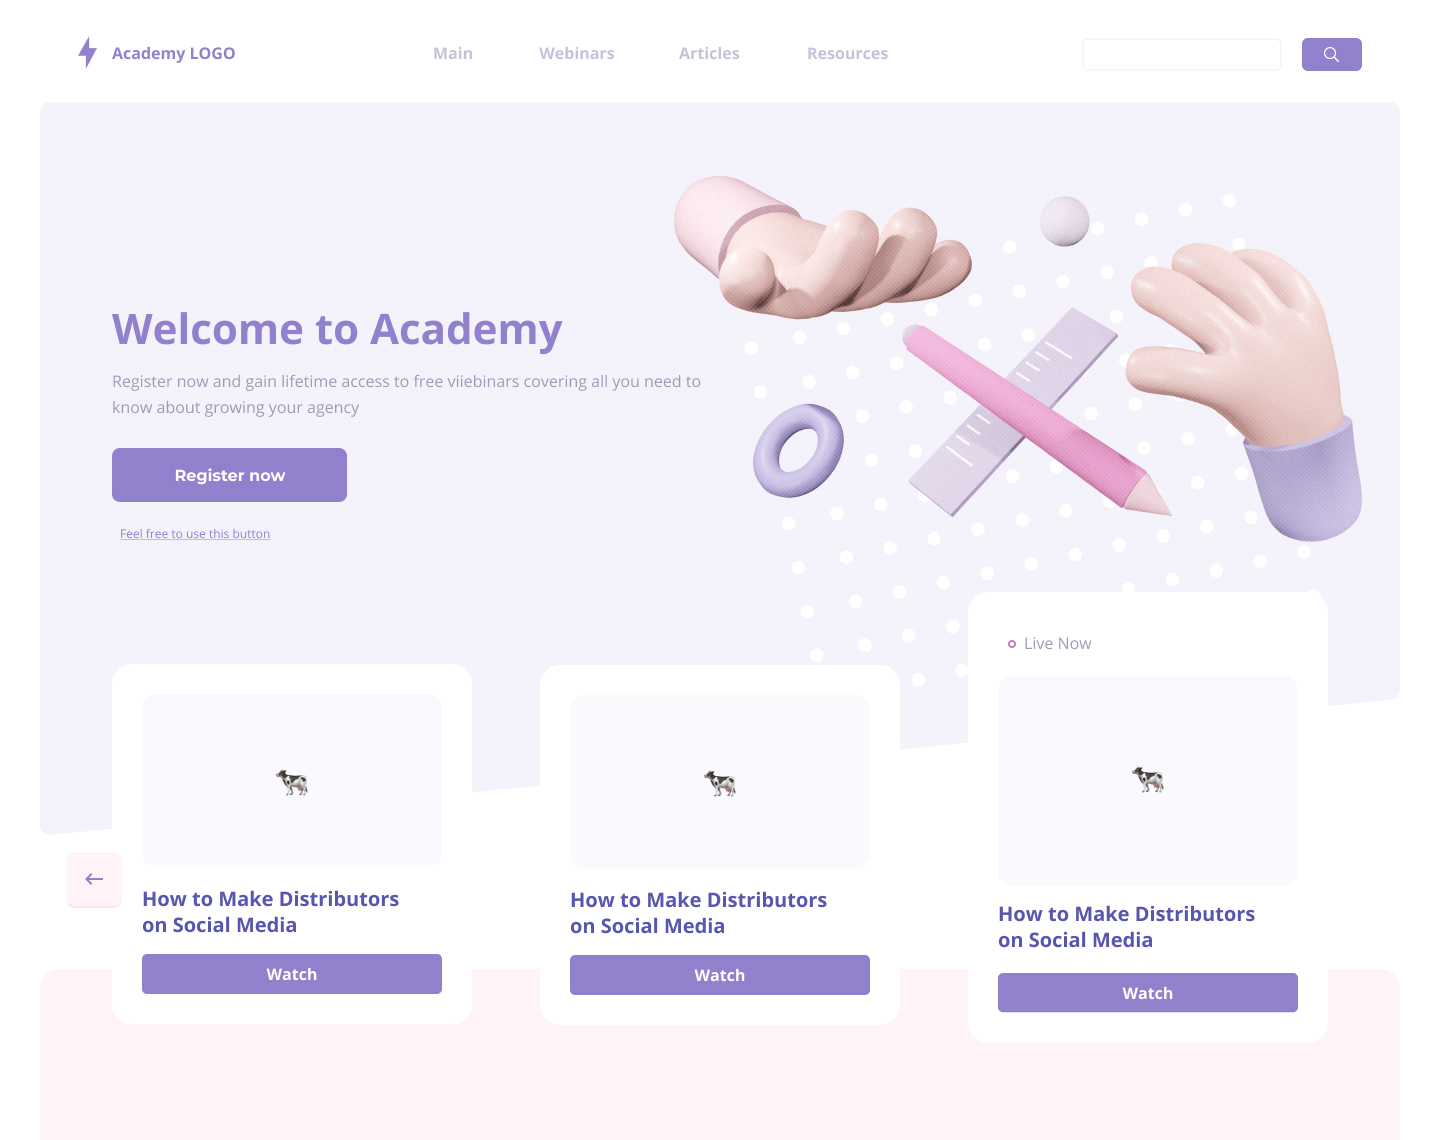 Academy LOGO
Main
Webinars
Articles
Resources
Welcome to Academy
Register now and gain lifetime access to free viiebinars covering all you need to
know about growing your agency
Register now
Feel free to use this button
How to Make Distributors
on Social Media
Watch
How to Make Distributors
on Social Media
Watch
Live Now
How to Make Distributors
on Social Media
Watch